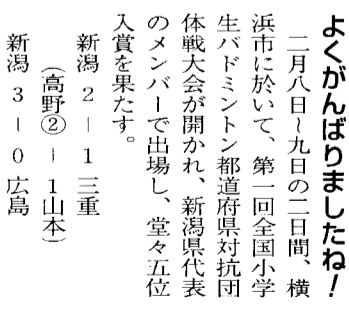 よくがんばりましたね！
二月八日～九日の二日間、横
浜市に於いて、第一回全国小学
生バドミントン都道府県対抗団
体戦大会が開かれ、新潟県代表
のメンバーで出場し、堂々五位
入賞を果たす。
新潟 2－1 三重
(高野②－1山本)
新潟 3－0 広島